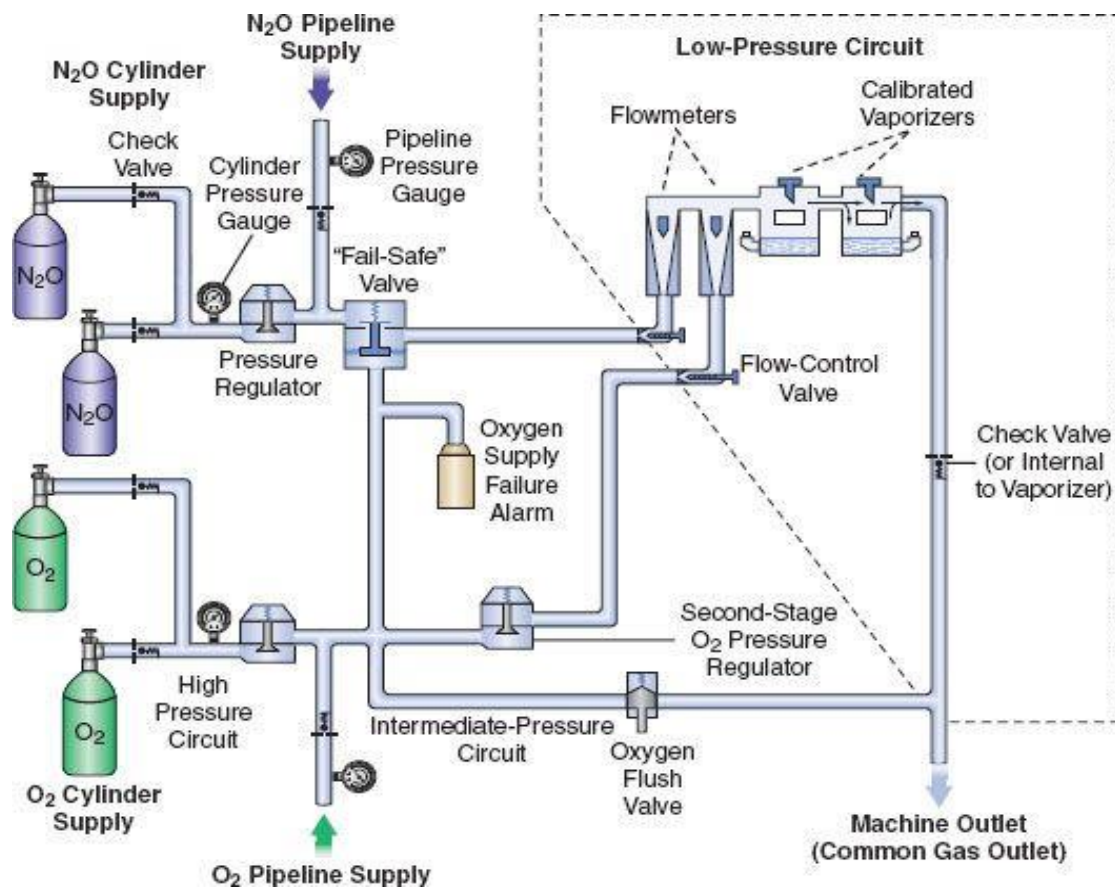 N2O Pipeline
Supply
Low-Pressure Circuit
N2O Cylinder
Supply
Calibrated
Vaporizers
Flowmeters
Check
Valve
Cylinder
Pressure
Gauge
Pipeline
Pressure
Gauge
"Fail-Safe"
Valve
N2O
Pressure
Regulator
Flow-Control
Valve
N2O
Oxygen
Supply
Failure
Alarm
Check Valve
(or Internal
to Vaporizer)
O2
Second-Stage
O2 Pressure
Regulator
High
Pressure
Circuit
O2
Intermediate-Pressure
Circuit
Oxygen
Flush
Valve
O2 Cylinder
Supply
Machine Outlet
(Common Gas Outlet)
O2 Pipeline Supply